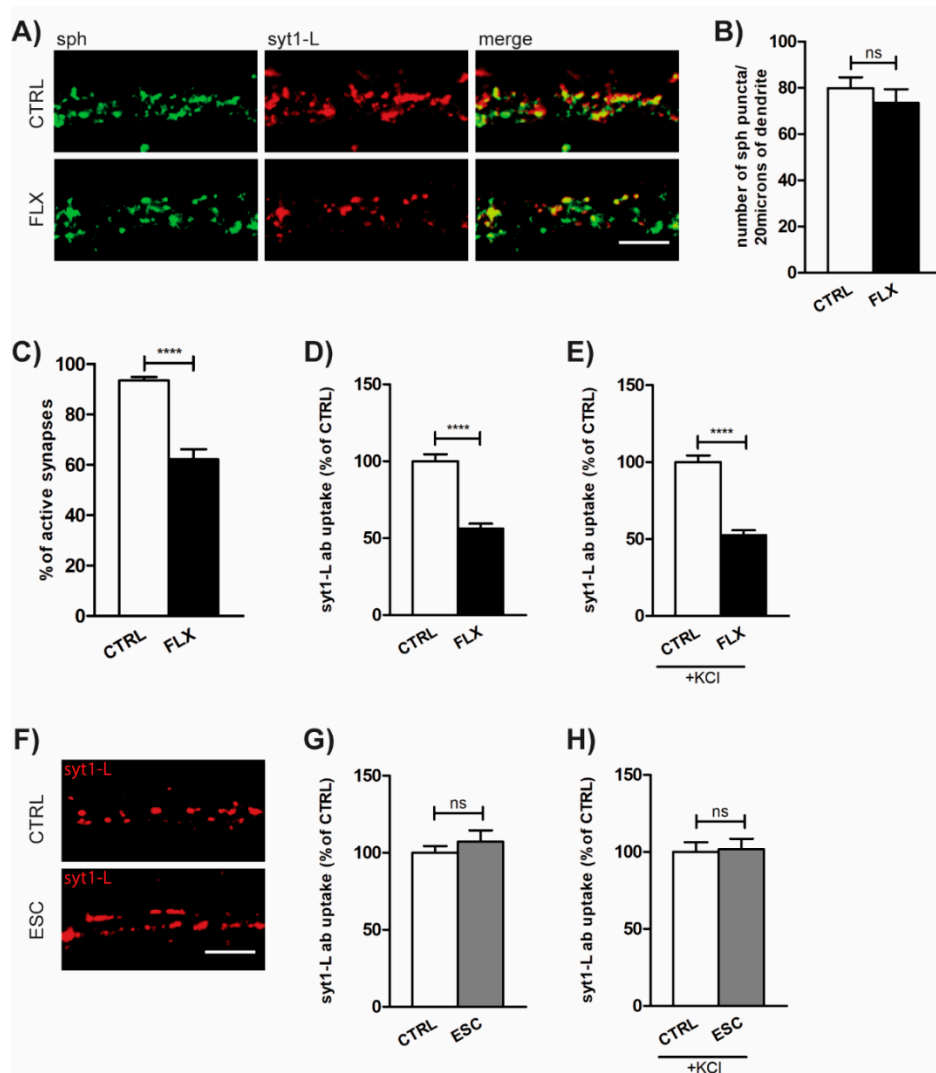 A)
sph
syt1-L
merge
CTRL
FLX
B)
number of sph puncta/
20microns of dendrite
100
80
60
40
20
0
ns
CTRL
FLX
C)
% of active synapses
100
80
60
40
20
0
****
CTRL
FLX
D)
syt1-L ab uptake (% of CTRL)
150
100
50
0
****
CTRL
FLX
E)
syt1-L ab uptake (% of CTRL)
150
100
50
0
****
CTRL
FLX
+KCl
F)
syt1-L
CTRL
syt1-L
ESC
G)
syt1-L ab uptake (% of CTRL)
150
100
50
0
ns
CTRL
ESC
H)
syt1-L ab uptake (% of CTRL)
150
100
50
0
ns
CTRL
ESC
+KCl